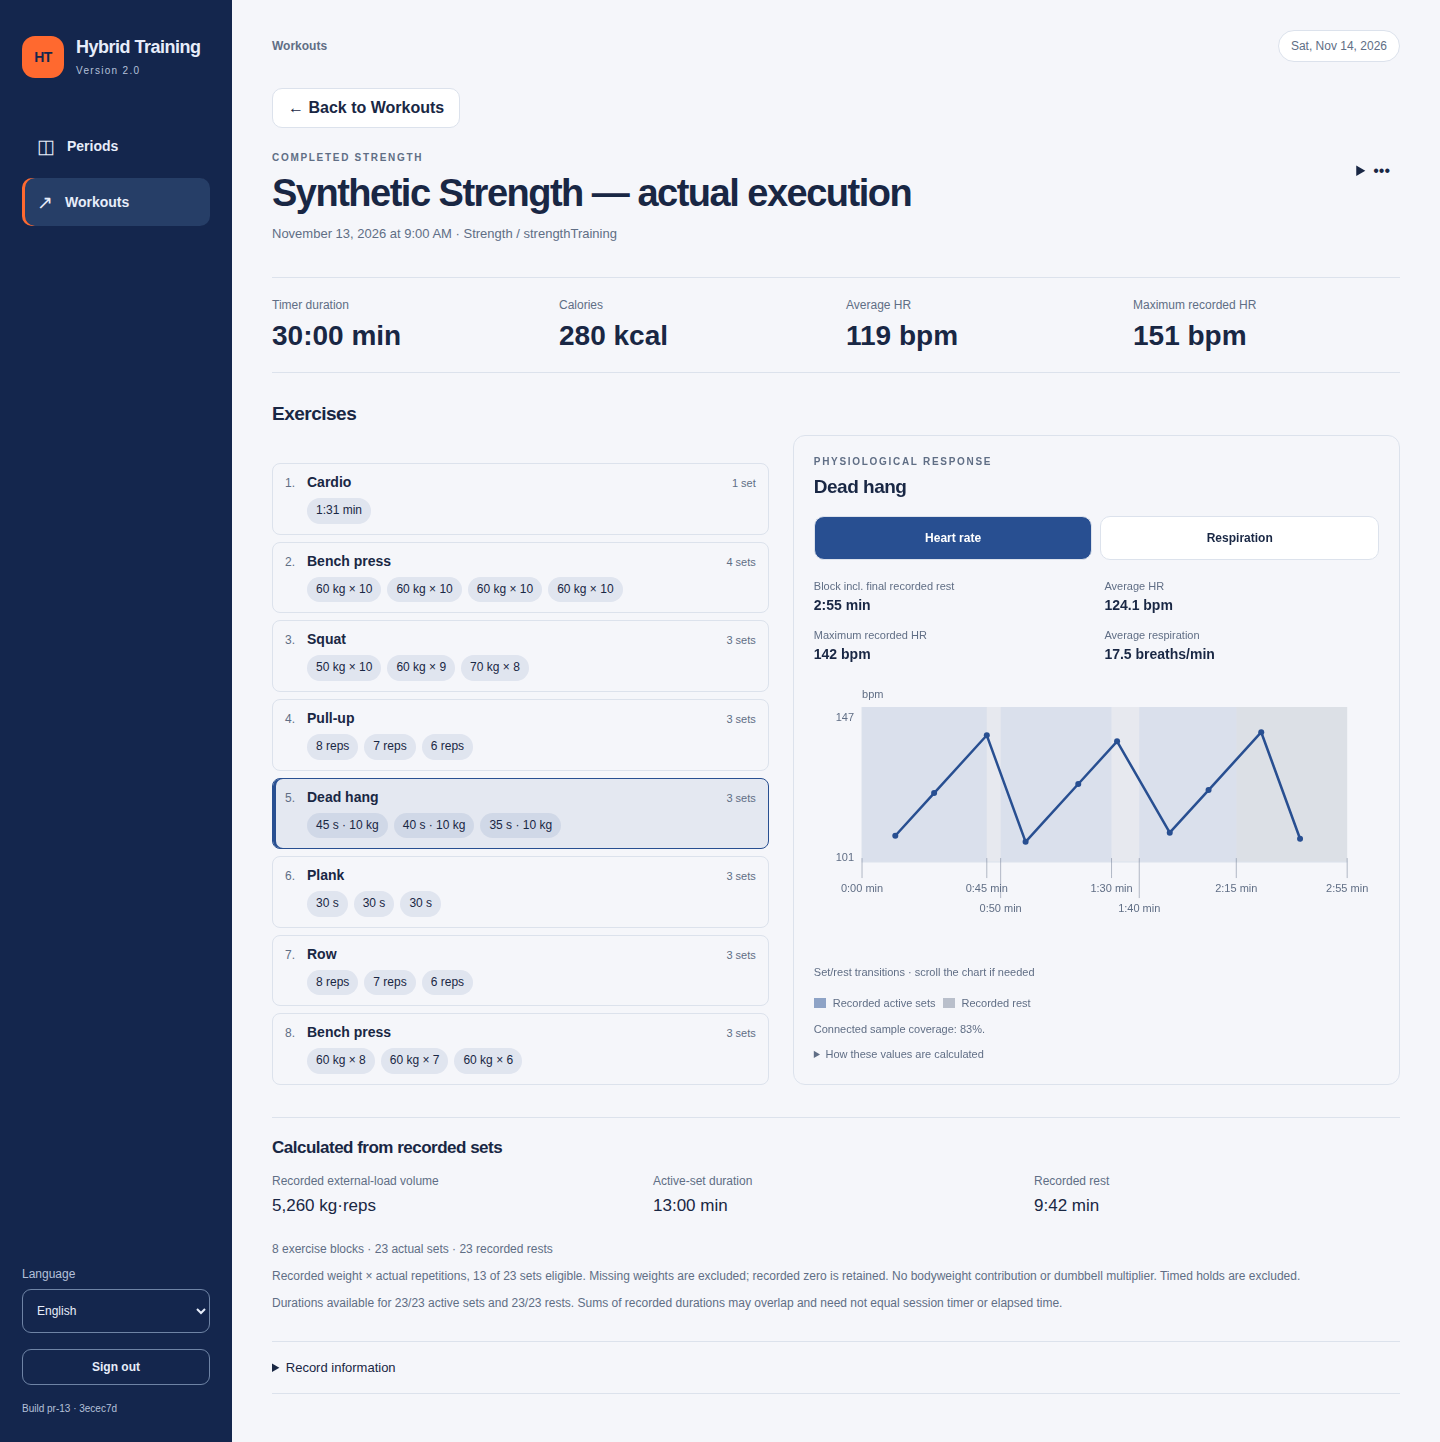 HT
Hybrid Training
Version 2.0
Periods
Workouts
Language
English
Sign out
Build pr-13 · 3ecec7d
Workouts
Sat, Nov 14, 2026
← Back to Workouts
COMPLETED STRENGTH
Synthetic Strength — actual execution
November 13, 2026 at 9:00 AM · Strength / strengthTraining
Timer duration
30:00 min
Calories
280 kcal
Average HR
119 bpm
Maximum recorded HR
151 bpm
Exercises
1. Cardio 1 set
1:31 min
2. Bench press 4 sets
60 kg × 10 60 kg × 10 60 kg × 10 60 kg × 10
3. Squat 3 sets
50 kg × 10 60 kg × 9 70 kg × 8
4. Pull-up 3 sets
8 reps 7 reps 6 reps
5. Dead hang 3 sets
45 s · 10 kg 40 s · 10 kg 35 s · 10 kg
6. Plank 3 sets
30 s 30 s 30 s
7. Row 3 sets
8 reps 7 reps 6 reps
8. Bench press 3 sets
60 kg × 8 60 kg × 7 60 kg × 6
PHYSIOLOGICAL RESPONSE
Dead hang
Heart rate Respiration
Block incl. final recorded rest
2:55 min
Average HR
124.1 bpm
Maximum recorded HR
142 bpm
Average respiration
17.5 breaths/min
bpm
147
101
0:00 min 0:45 min 1:30 min 2:15 min 2:55 min
0:50 min 1:40 min
Set/rest transitions · scroll the chart if needed
Recorded active sets Recorded rest
Connected sample coverage: 83%.
How these values are calculated
Calculated from recorded sets
Recorded external-load volume
5,260 kg·reps
Active-set duration
13:00 min
Recorded rest
9:42 min
8 exercise blocks · 23 actual sets · 23 recorded rests
Recorded weight × actual repetitions, 13 of 23 sets eligible. Missing weights are excluded; recorded zero is retained. No bodyweight contribution or dumbbell multiplier. Timed holds are excluded.
Durations available for 23/23 active sets and 23/23 rests. Sums of recorded durations may overlap and need not equal session timer or elapsed time.
Record information